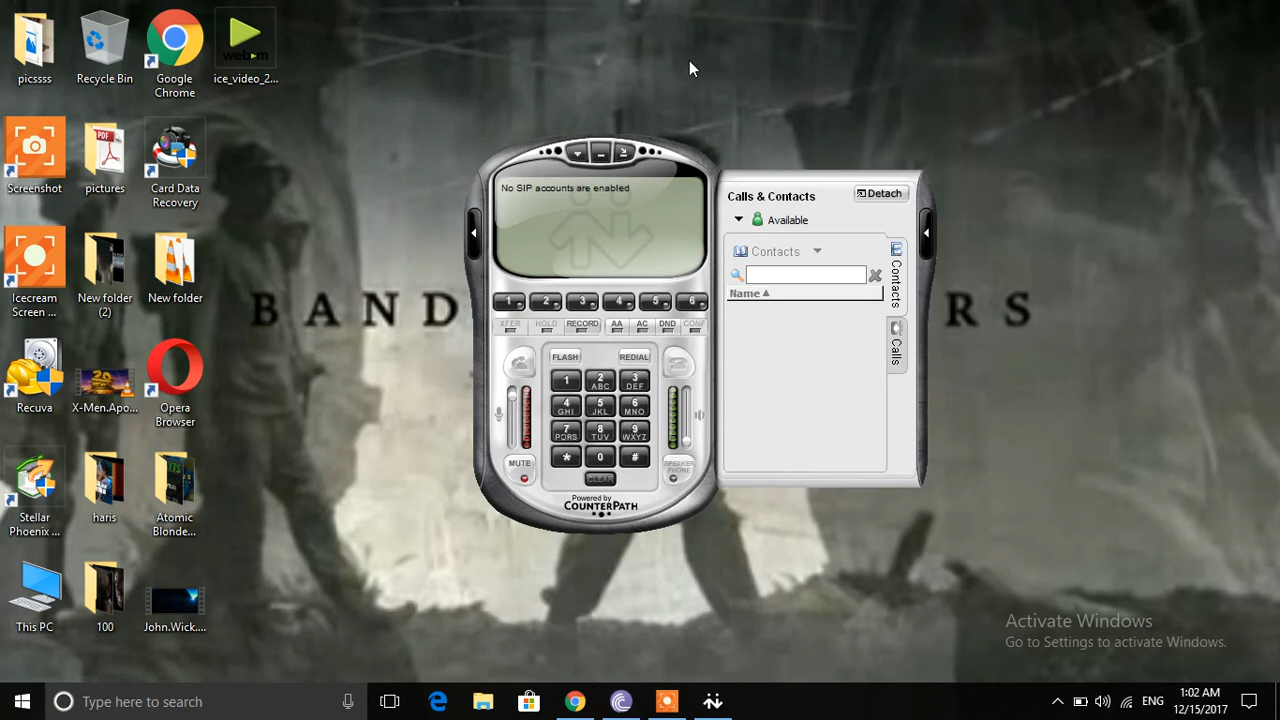 picssss
Recycle Bin
Google
Chrome
webm
ice_video_2...
Screenshot
PDF
pictures
Card Data
Recovery
Icecream
Screen ...
New folder
(2)
New folder
Recuva
X-Men.Apo...
Opera
Browser
Stellar
Phoenix ...
haris
Atomic
Blonde...
This PC
100
John.Wick....
BAND
RS
No SIP accounts are enabled
1 2 3 4 5 6
XFER HOLD RECORD AA AC DND CONF
FLASH REDIAL
1 2 ABC 3 DEF
4 GHI 5 JKL 6 MNO
7 PQRS 8 TUV 9 WXYZ
* 0 #
MUTE
SPEAKER
PHONE
CLEAR
Powered by
COUNTERPATH
Calls & Contacts
Detach
Available
Contacts
Name
Contacts
Calls
Activate Windows
Go to Settings to activate Windows.
Type here to search
ENG
1:02 AM
12/15/2017